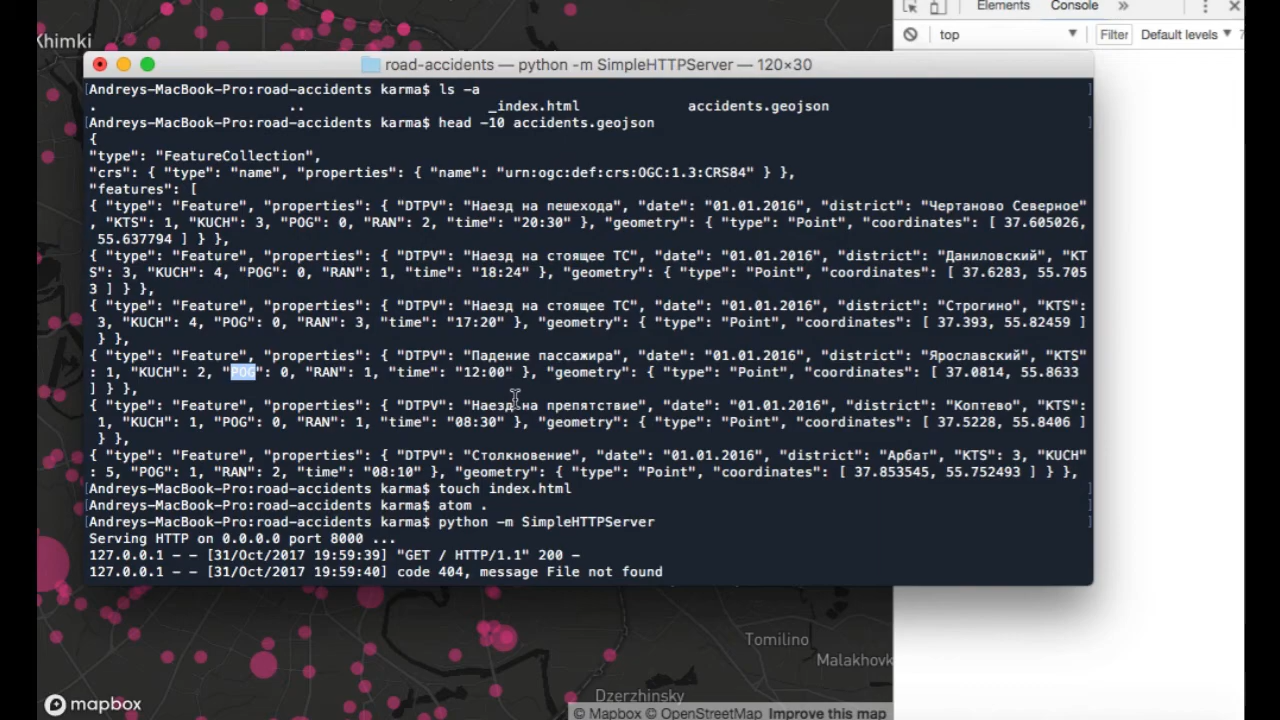 Elements Console »
Khimki
top Filter Default levels
road-accidents — python -m SimpleHTTPServer — 120×30
[Andreys-MacBook-Pro:road-accidents karma$ ls -a ]
. .. _index.html accidents.geojson
[Andreys-MacBook-Pro:road-accidents karma$ head -10 accidents.geojson ]
{
"type": "FeatureCollection",
"crs": { "type": "name", "properties": { "name": "urn:ogc:def:crs:OGC:1.3:CRS84" } },
"features": [
{ "type": "Feature", "properties": { "DTPV": "Наезд на пешехода", "date": "01.01.2016", "district": "Чертаново Северное"
, "KTS": 1, "KUCH": 3, "POG": 0, "RAN": 2, "time": "20:30" }, "geometry": { "type": "Point", "coordinates": [ 37.605026,
55.637794 ] } },
{ "type": "Feature", "properties": { "DTPV": "Наезд на стоящее ТС", "date": "01.01.2016", "district": "Даниловский", "KT
S": 3, "KUCH": 4, "POG": 0, "RAN": 1, "time": "18:24" }, "geometry": { "type": "Point", "coordinates": [ 37.6283, 55.705
3 ] } },
{ "type": "Feature", "properties": { "DTPV": "Наезд на стоящее ТС", "date": "01.01.2016", "district": "Строгино", "KTS":
3, "KUCH": 4, "POG": 0, "RAN": 3, "time": "17:20" }, "geometry": { "type": "Point", "coordinates": [ 37.393, 55.82459 ]
} },
{ "type": "Feature", "properties": { "DTPV": "Падение пассажира", "date": "01.01.2016", "district": "Ярославский", "KTS"
: 1, "KUCH": 2, "POG": 0, "RAN": 1, "time": "12:00" }, "geometry": { "type": "Point", "coordinates": [ 37.0814, 55.8633
] } },
{ "type": "Feature", "properties": { "DTPV": "Наезд на препятствие", "date": "01.01.2016", "district": "Коптево", "KTS":
1, "KUCH": 1, "POG": 0, "RAN": 1, "time": "08:30" }, "geometry": { "type": "Point", "coordinates": [ 37.5228, 55.8406 ]
} },
{ "type": "Feature", "properties": { "DTPV": "Столкновение", "date": "01.01.2016", "district": "Арбат", "KTS": 3, "KUCH"
: 5, "POG": 1, "RAN": 2, "time": "08:10" }, "geometry": { "type": "Point", "coordinates": [ 37.853545, 55.752493 ] } },
[Andreys-MacBook-Pro:road-accidents karma$ touch index.html ]
[Andreys-MacBook-Pro:road-accidents karma$ atom . ]
[Andreys-MacBook-Pro:road-accidents karma$ python -m SimpleHTTPServer ]
Serving HTTP on 0.0.0.0 port 8000 ...
127.0.0.1 - - [31/Oct/2017 19:59:39] "GET / HTTP/1.1" 200 -
127.0.0.1 - - [31/Oct/2017 19:59:40] code 404, message File not found
Tomilino
Malakhovk
Dzerzhinsky
mapbox
© Mapbox © OpenStreetMap Improve this map